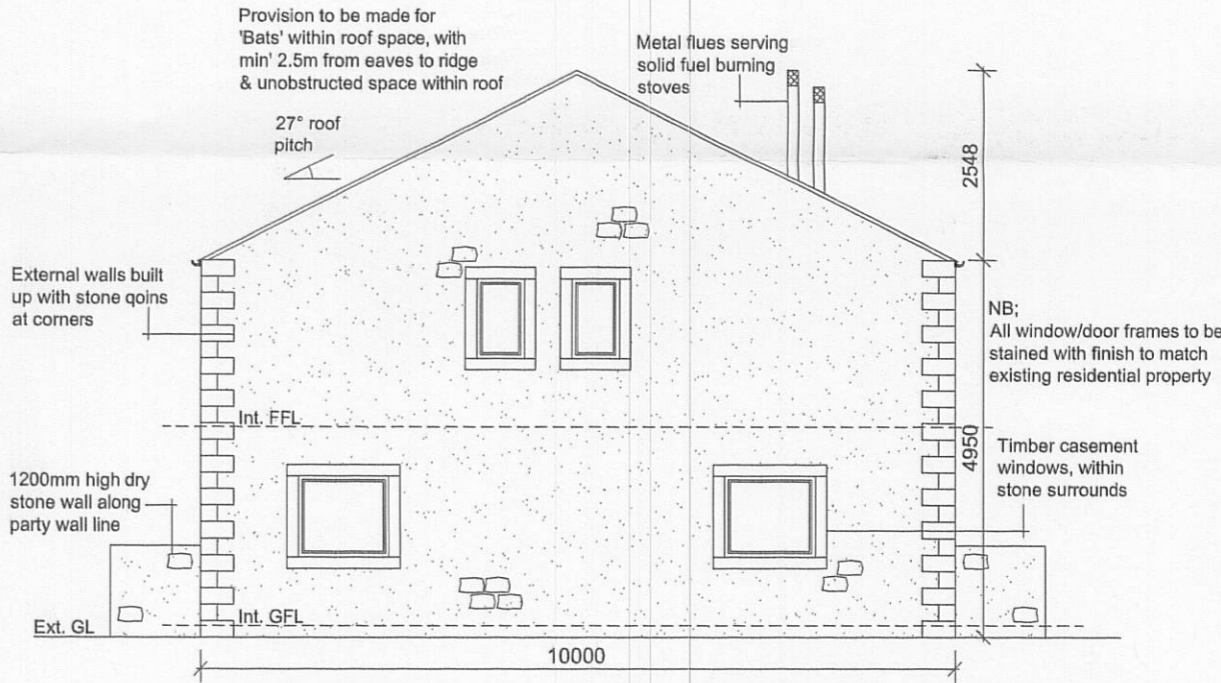 Provision to be made for
'Bats' within roof space, with
min' 2.5m from eaves to ridge
& unobstructed space within roof
Metal flues serving
solid fuel burning
stoves
27° roof
pitch
2548
External walls built
up with stone qoins
at corners
NB;
All window/door frames to be
stained with finish to match
existing residential property
Int. FFL
4950
Timber casement
windows, within
stone surrounds
1200mm high dry
stone wall along
party wall line
Int. GFL
Ext. GL
10000